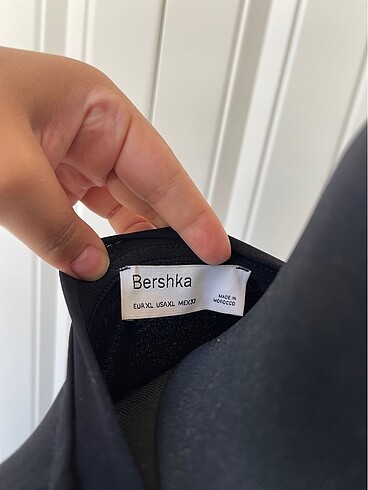 Bershka
EUR XL USA XL MEX 32
MADE IN
MOROCCO